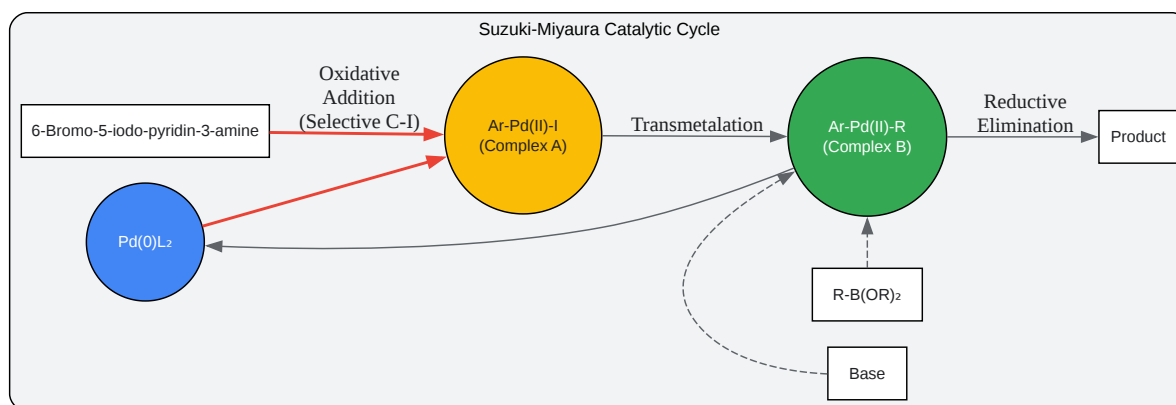 Suzuki-Miyaura Catalytic Cycle
6-Bromo-5-iodo-pyridin-3-amine
Oxidative
Addition
(Selective C-I)
Ar-Pd(II)-I
(Complex A)
Transmetalation
Ar-Pd(II)-R
(Complex B)
Reductive
Elimination
Product
Pd(0)L₂
R-B(OR)₂
Base